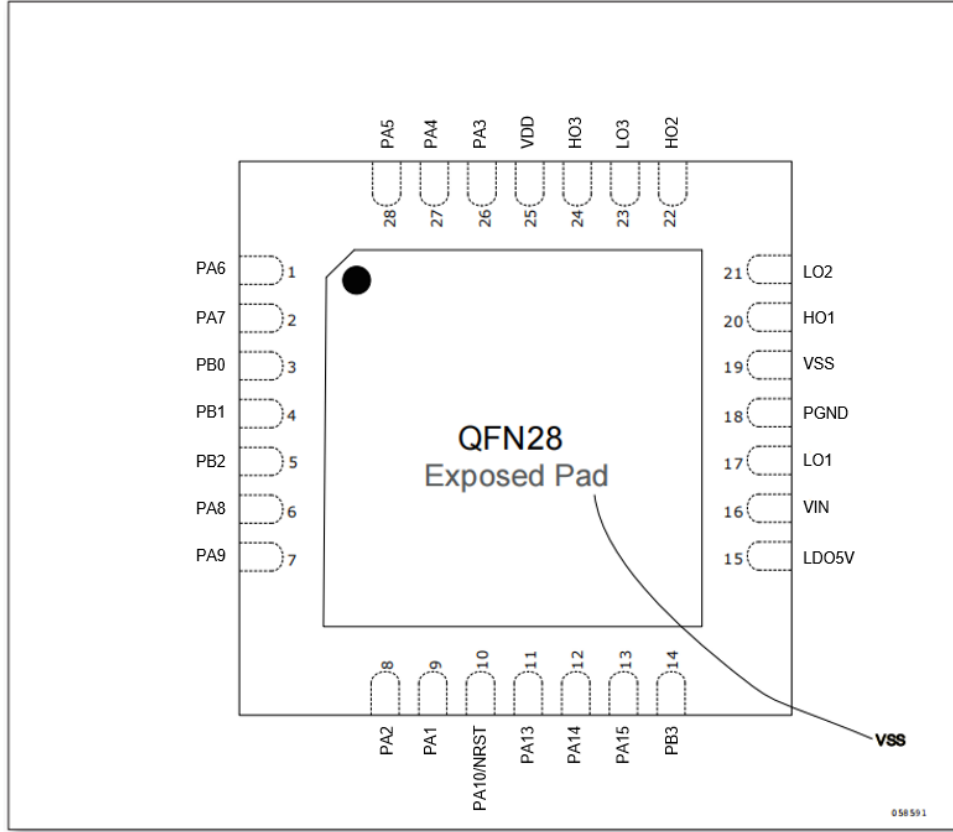 PA5 PA4 PA3 VDD HO3 LO3 HO2
28 27 26 25 24 23 22
PA6 1 21 LO2
PA7 2 20 HO1
PB0 3 19 VSS
PB1 4 18 PGND
QFN28
PB2 5 17 LO1
Exposed Pad
PA8 6 16 VIN
PA9 7 15 LDO5V
8 9 10 11 12 13 14
PA2 PA1 PA10/NRST PA13 PA14 PA15 PB3
VSS
058591